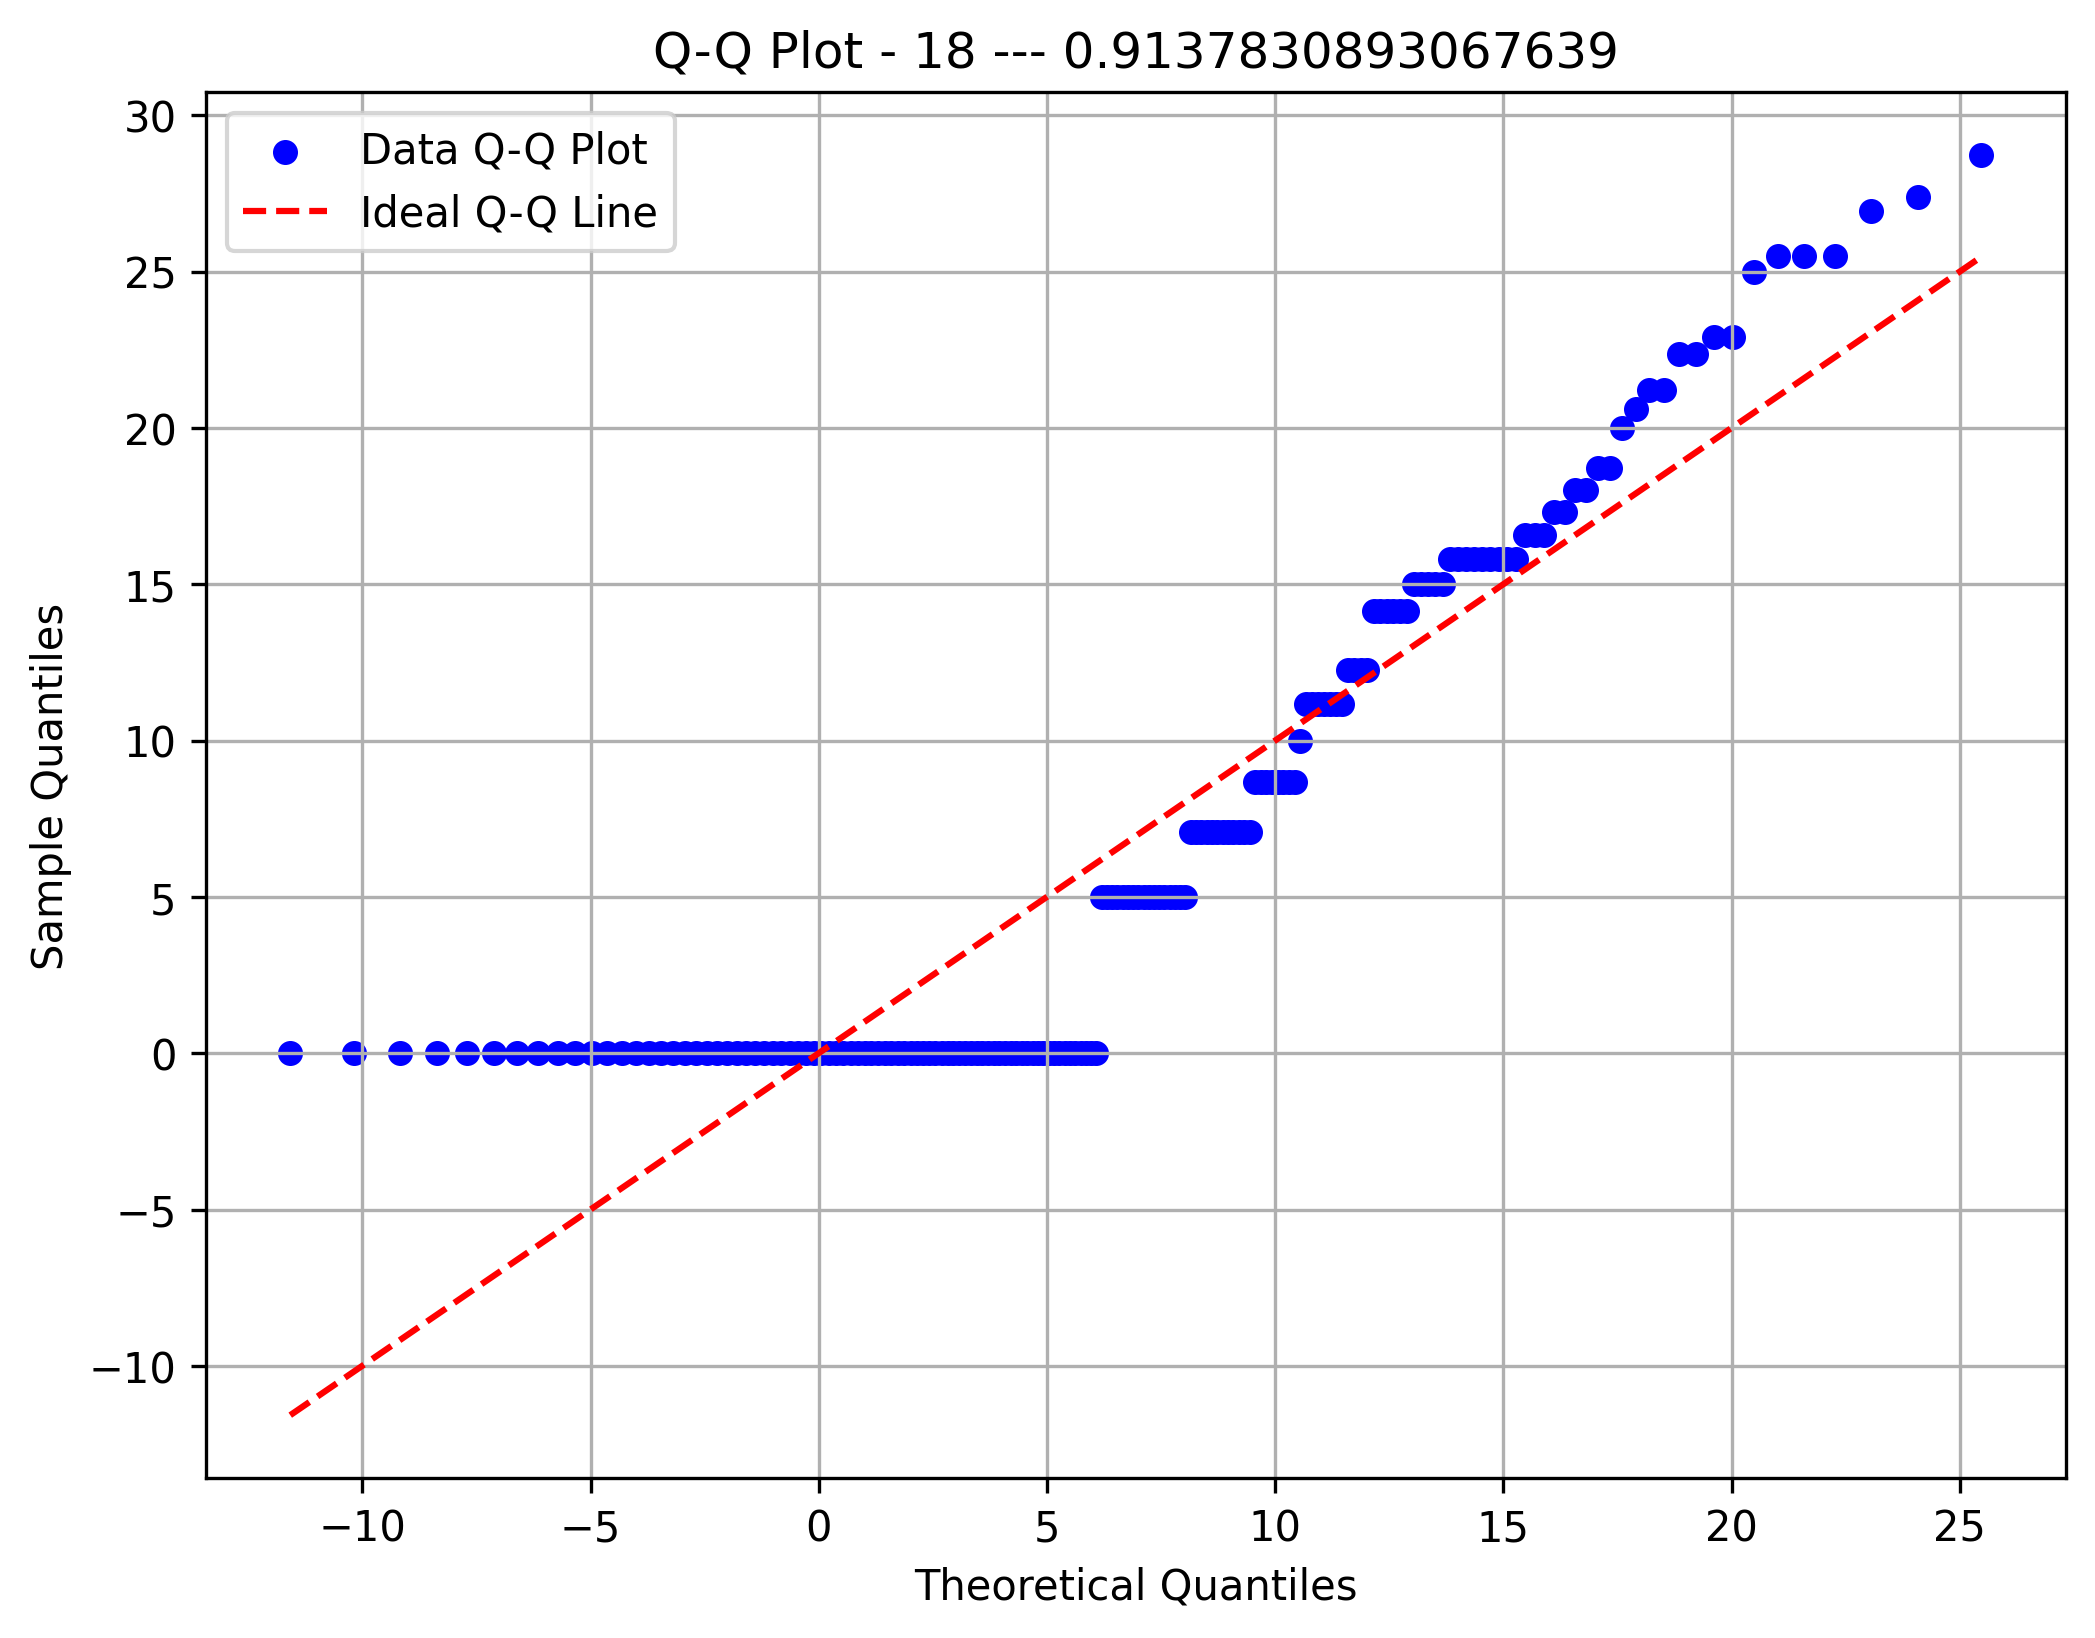 Q-Q Plot - 18 --- 0.9137830893067639
Data Q-Q Plot
Ideal Q-Q Line
30
25
20
15
10
5
0
−5
−10
Sample Quantiles
−10 −5 0 5 10 15 20 25
Theoretical Quantiles